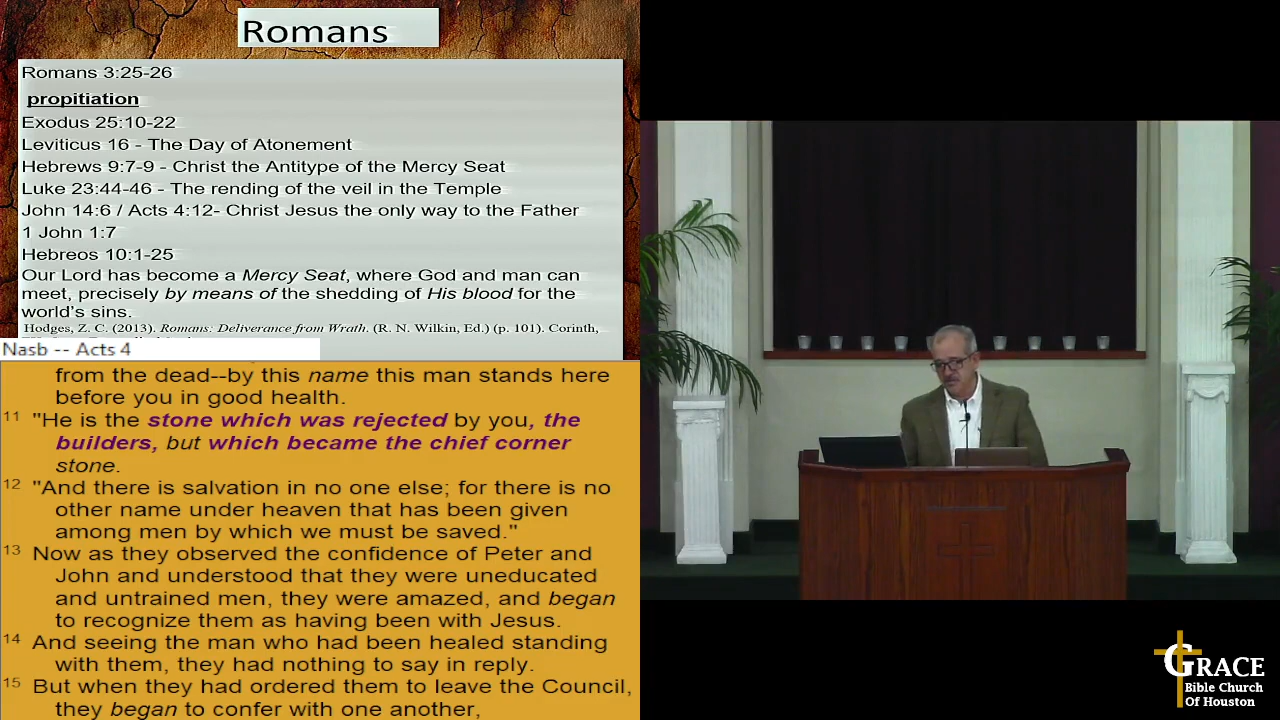 Romans
Romans 3:25-26
propitiation
Exodus 25:10-22
Leviticus 16 - The Day of Atonement
Hebrews 9:7-9 - Christ the Antitype of the Mercy Seat
Luke 23:44-46 - The rending of the veil in the Temple
John 14:6 / Acts 4:12- Christ Jesus the only way to the Father
1 John 1:7
Hebreos 10:1-25
Our Lord has become a Mercy Seat, where God and man can
meet, precisely by means of the shedding of His blood for the
world's sins.
Hodges, Z. C. (2013). Romans: Deliverance from Wrath. (R. N. Wilkin, Ed.) (p. 101). Corinth,
Nasb -- Acts 4
from the dead--by this name this man stands here
before you in good health.
11 "He is the stone which was rejected by you, the
builders, but which became the chief corner
stone.
12 "And there is salvation in no one else; for there is no
other name under heaven that has been given
among men by which we must be saved."
13 Now as they observed the confidence of Peter and
John and understood that they were uneducated
and untrained men, they were amazed, and began
to recognize them as having been with Jesus.
14 And seeing the man who had been healed standing
with them, they had nothing to say in reply.
15 But when they had ordered them to leave the Council,
they began to confer with one another,
GRACE
Bible Church
Of Houston